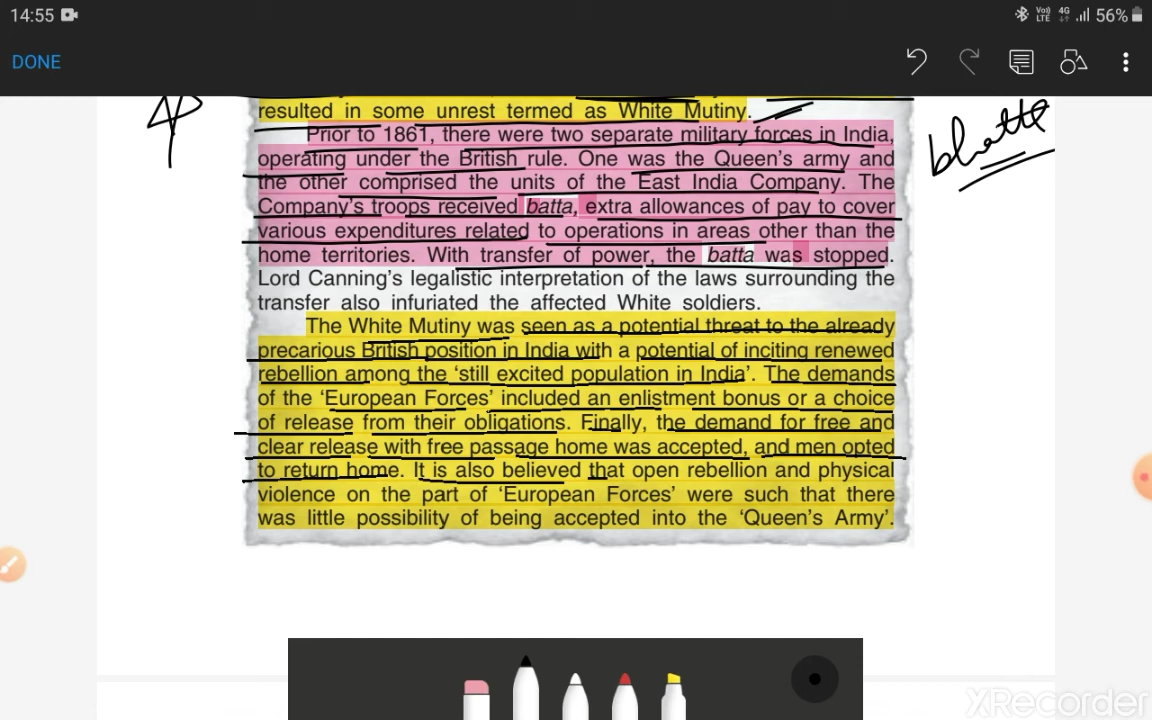 14:55
Vo)) LTE 4G 56%
DONE
resulted in some unrest termed as White Mutiny.
Prior to 1861, there were two separate military forces in India,
operating under the British rule. One was the Queen's army and
the other comprised the units of the East India Company. The
Company's troops received batta, extra allowances of pay to cover
various expenditures related to operations in areas other than the
home territories. With transfer of power, the batta was stopped.
Lord Canning's legalistic interpretation of the laws surrounding the
transfer also infuriated the affected White soldiers.
The White Mutiny was seen as a potential threat to the already
precarious British position in India with a potential of inciting renewed
rebellion among the 'still excited population in India'. The demands
of the 'European Forces' included an enlistment bonus or a choice
of release from their obligations. Finally, the demand for free and
clear release with free passage home was accepted, and men opted
to return home. It is also believed that open rebellion and physical
violence on the part of 'European Forces' were such that there
was little possibility of being accepted into the 'Queen's Army'.
bhatte
XRecorder